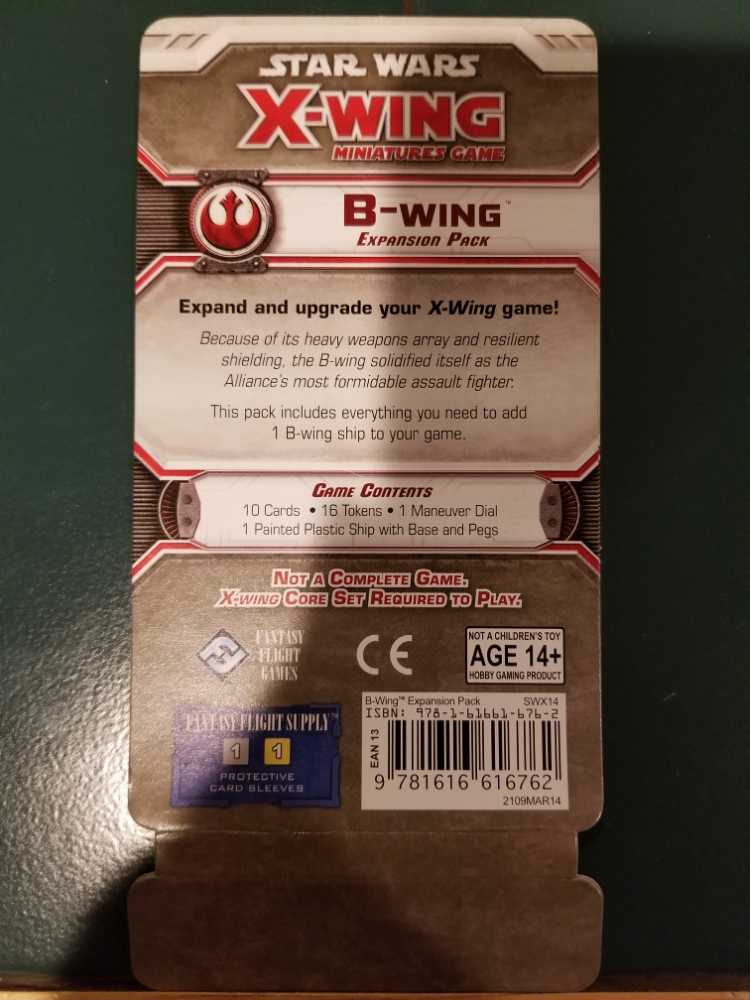 STAR WARS
X-WING
MINIATURES GAME
B-WING™
EXPANSION PACK
Expand and upgrade your X-Wing game!
Because of its heavy weapons array and resilient
shielding, the B-wing solidified itself as the
Alliance's most formidable assault fighter.
This pack includes everything you need to add
1 B-wing ship to your game.
GAME CONTENTS
10 Cards • 16 Tokens • 1 Maneuver Dial
1 Painted Plastic Ship with Base and Pegs
NOT A COMPLETE GAME.
X-WING CORE SET REQUIRED TO PLAY.
FANTASY
FLIGHT
GAMES
CE
NOT A CHILDREN'S TOY
AGE 14+
HOBBY GAMING PRODUCT
FANTASY FLIGHT SUPPLY™
1 1
PROTECTIVE
CARD SLEEVES
B-Wing™ Expansion Pack SWX14
ISBN: 978-1-61661-676-2
EAN 13
9 781616 616762
2109MAR14